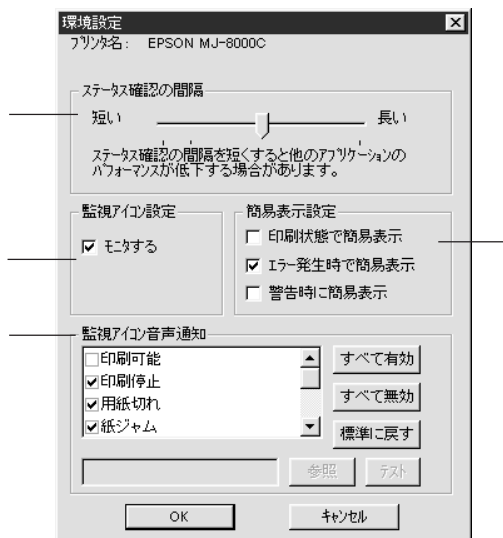 環境設定
ﾌﾟﾘﾝﾀ名： EPSON MJ-8000C
ｽﾃｰﾀｽ確認の間隔
短い 長い
ｽﾃｰﾀｽ確認の間隔を短くすると他のｱﾌﾟﾘｹｰｼｮﾝの
ﾊﾟﾌｫｰﾏﾝｽが低下する場合があります。
監視ｱｲｺﾝ設定
モニタする
簡易表示設定
印刷状態で簡易表示
ｴﾗｰ発生時で簡易表示
警告時に簡易表示
監視ｱｲｺﾝ音声通知
印刷可能
印刷停止
用紙切れ
紙ジャム
すべて有効
すべて無効
標準に戻す
参照
ﾃｽﾄ
OK
ｷｬﾝｾﾙ